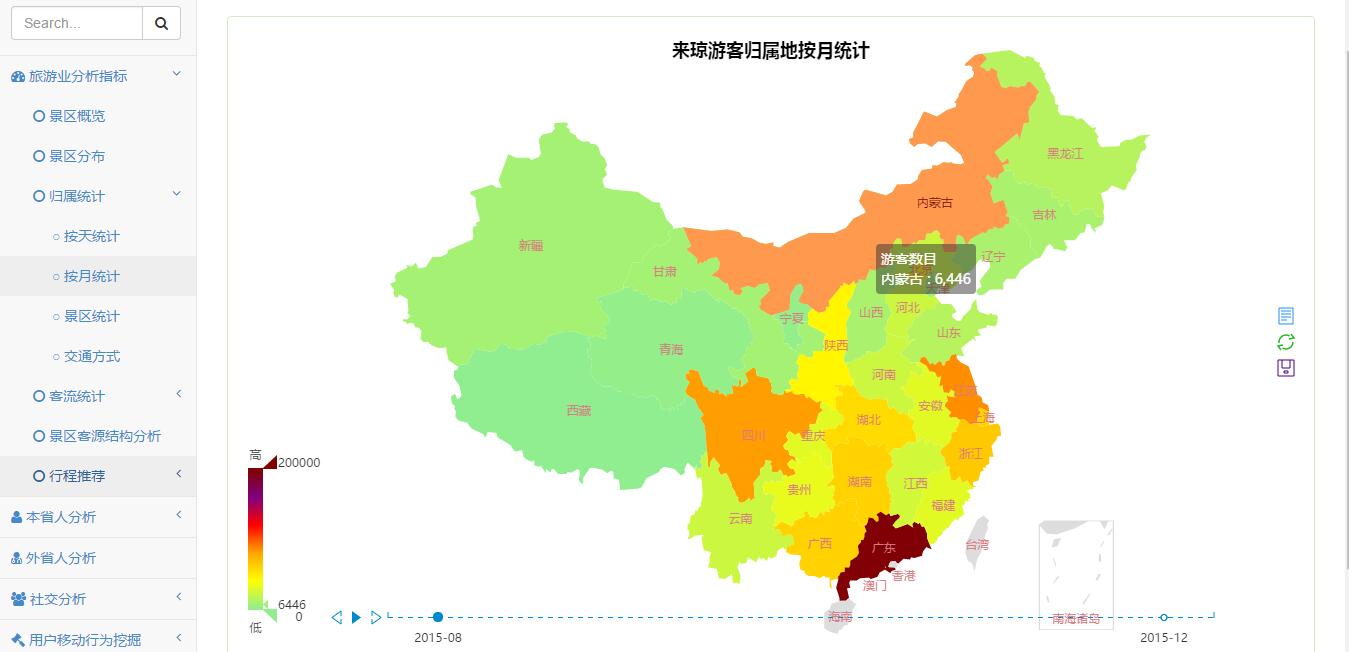 Search...
旅游业分析指标
景区概览
景区分布
归属统计
按天统计
按月统计
景区统计
交通方式
客流统计
景区客源结构分析
行程推荐
本省人分析
外省人分析
社交分析
用户移动行为挖掘
来琼游客归属地按月统计
黑龙江
内蒙古
吉林
新疆
辽宁
甘肃
游客数目
内蒙古 : 6,446
北京
天津
河北
山西
宁夏
山东
陕西
青海
河南
江苏
安徽
西藏
上海
湖北
四川
重庆
浙江
湖南
江西
贵州
福建
云南
广西
广东
台湾
香港
澳门
海南
南海诸岛
高
200000
6446
0
低
2015-08
2015-12